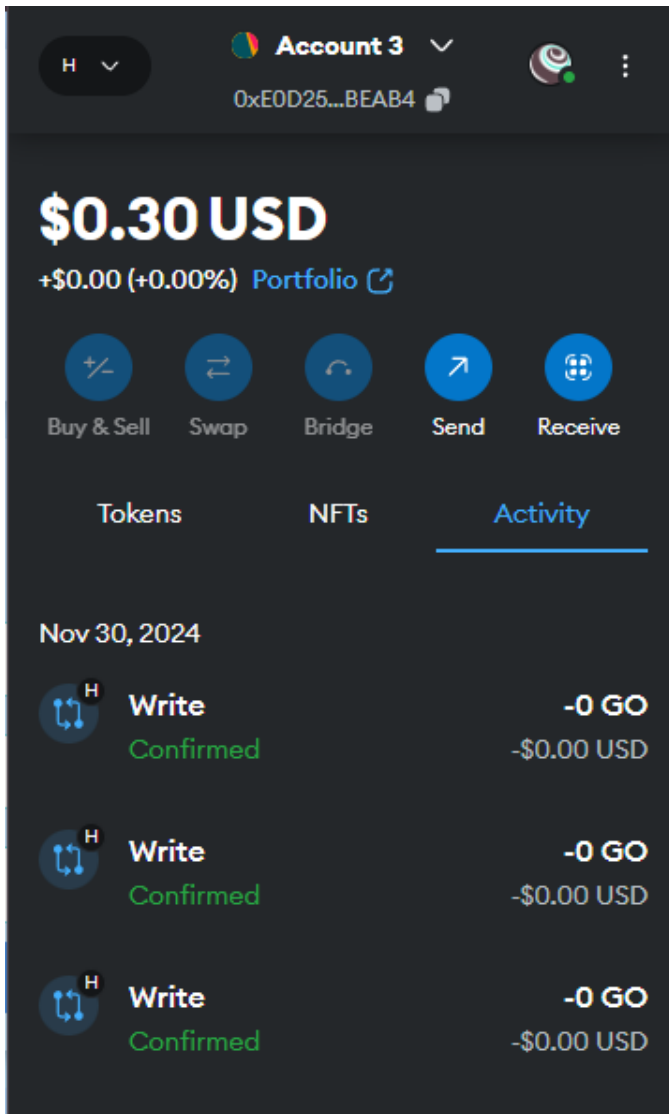 H
Account 3
0xE0D25...BEAB4
$0.30 USD
+$0.00 (+0.00%) Portfolio
Buy & Sell Swap Bridge Send Receive
Tokens NFTs Activity
Nov 30, 2024
H
Write -0 GO
Confirmed -$0.00 USD
H
Write -0 GO
Confirmed -$0.00 USD
H
Write -0 GO
Confirmed -$0.00 USD